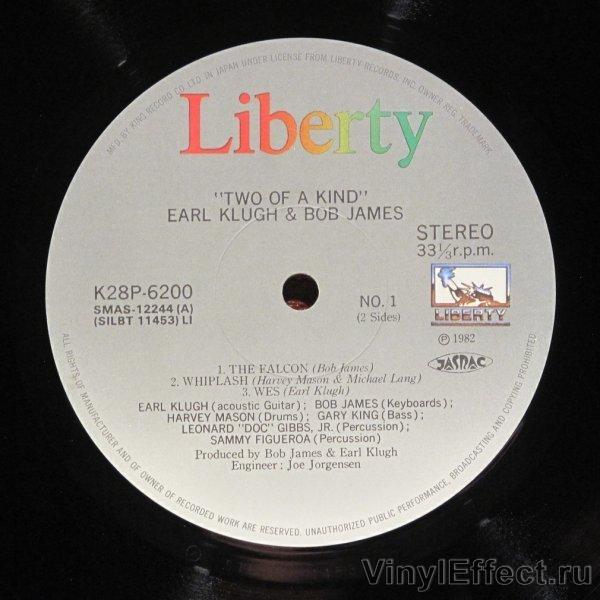 MF'D. BY KING RECORD CO. LTD. IN JAPAN UNDER LICENSE FROM LIBERTY RECORDS, INC. OWNER REG. TRADEMARK.
Liberty
"TWO OF A KIND"
EARL KLUGH & BOB JAMES
STEREO
33⅓r.p.m.
K28P-6200
SMAS-12244 (A)
(SILBT 11453) LI
NO. 1
(2 Sides)
LIBERTY
℗ 1982
JASRAC
1. THE FALCON (Bob James)
2. WHIPLASH (Harvey Mason & Michael Lang)
3. WES (Earl Klugh)
EARL KLUGH (acoustic Guitar) ; BOB JAMES (Keyboards) ;
HARVEY MASON (Drums) ; GARY KING (Bass) ;
LEONARD "DOC" GIBBS, JR. (Percussion) ;
SAMMY FIGUEROA (Percussion)
Produced by Bob James & Earl Klugh
Engineer : Joe Jorgensen
ALL RIGHTS OF MANUFACTURER AND OF OWNER OF RECORDED WORK ARE RESERVED. UNAUTHORIZED PUBLIC PERFORMANCE, BROADCASTING AND COPYING PROHIBITED
VinylEffect.ru